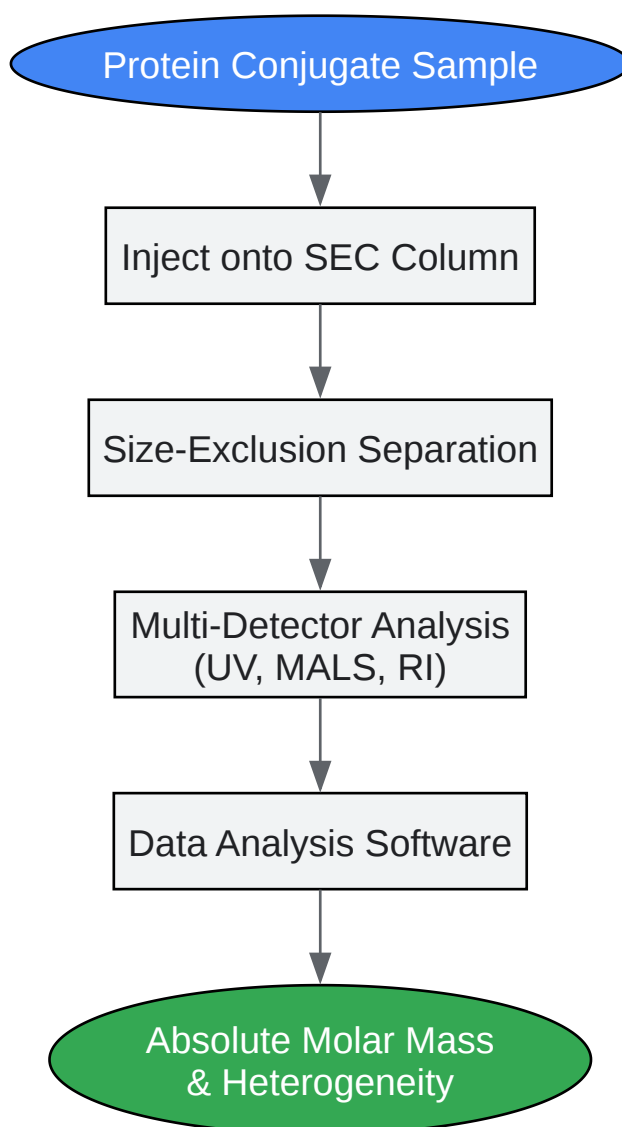 Protein Conjugate Sample
Inject onto SEC Column
Size-Exclusion Separation
Multi-Detector Analysis
(UV, MALS, RI)
Data Analysis Software
Absolute Molar Mass
& Heterogeneity